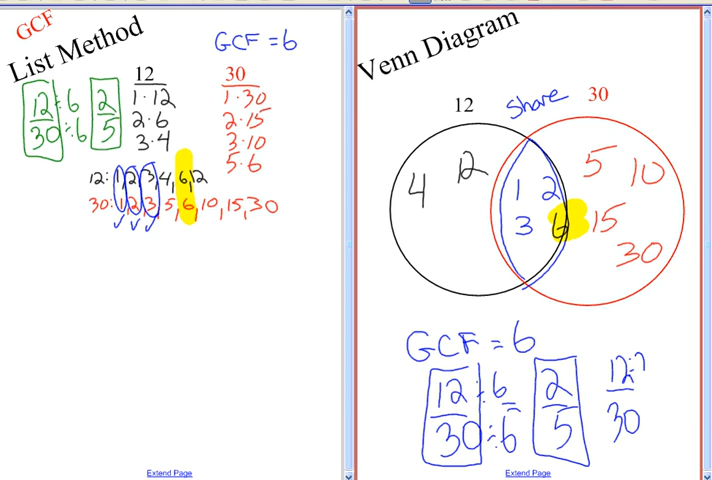 GCF
List Method
GCF = 6
12/30 ÷6/÷6 2/5
12
1·12
2·6
3·4
30
1·30
2·15
3·10
5·6
12: 1, 2, 3, 4, 6, 12
30: 1, 2, 3, 5, 6, 10, 15, 30
✓ ✓ ✓
Extend Page
Venn Diagram
12 share 30
4 12
1 2
3 6
5 10
15
30
GCF = 6
12/30 ÷6/÷6 = 2/5
12÷?/30
Extend Page